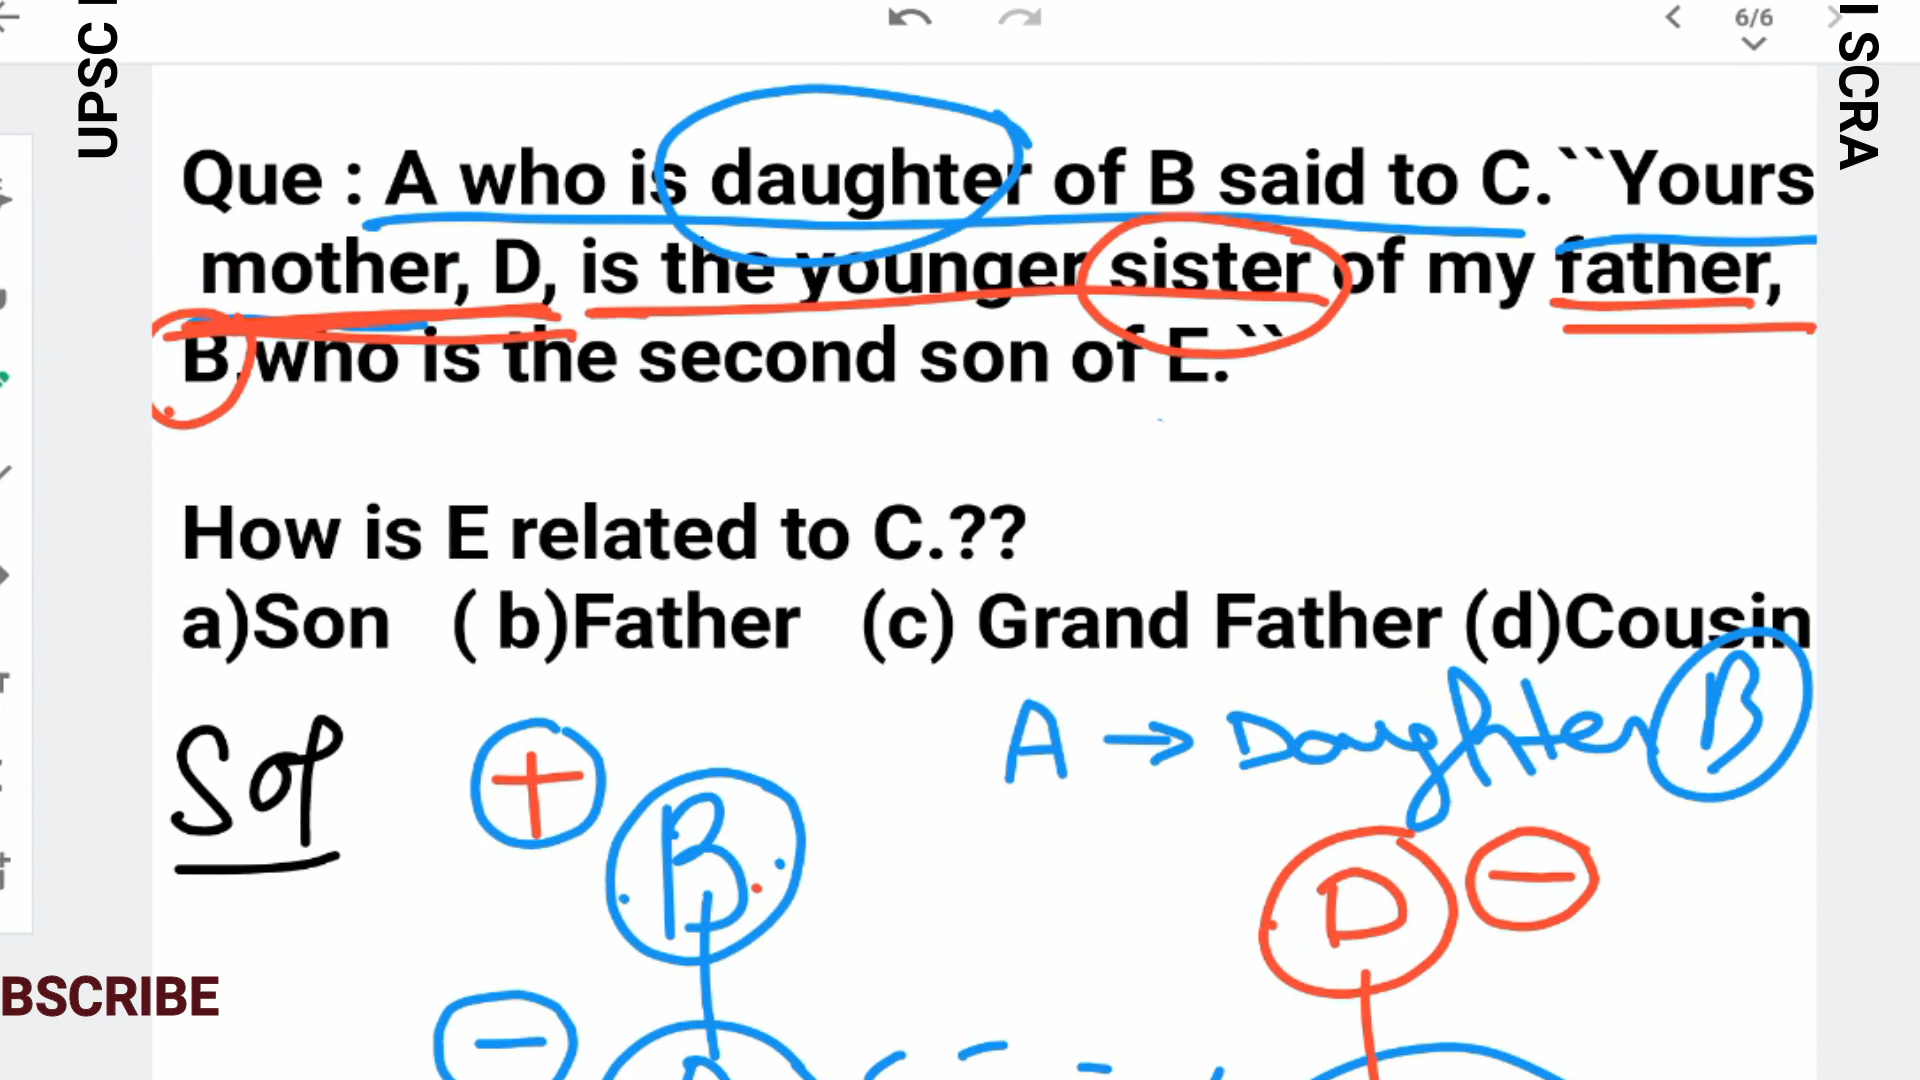 6/6
UPSC
I SCRA
Que : A who is daughter of B said to C.``Yours
mother, D, is the younger sister of my father,
B who is the second son of E.``
How is E related to C.??
a)Son ( b)Father (c) Grand Father (d)Cousin
A → Daughter B
Sol
+ B
D −
BSCRIBE
−